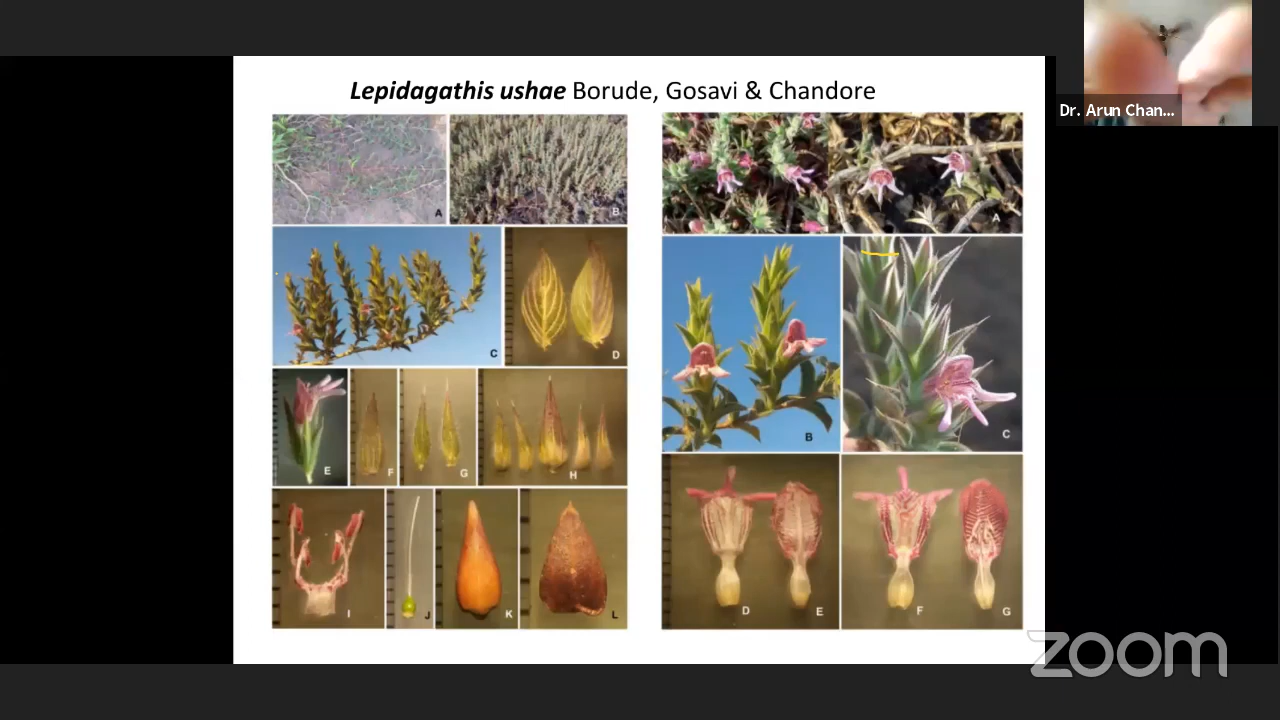 Lepidagathis ushae Borude, Gosavi & Chandore
Dr. Arun Chan...
A
B
C
D
E
F
G
H
I
J
K
L
A
B
C
D
E
F
G
zoom